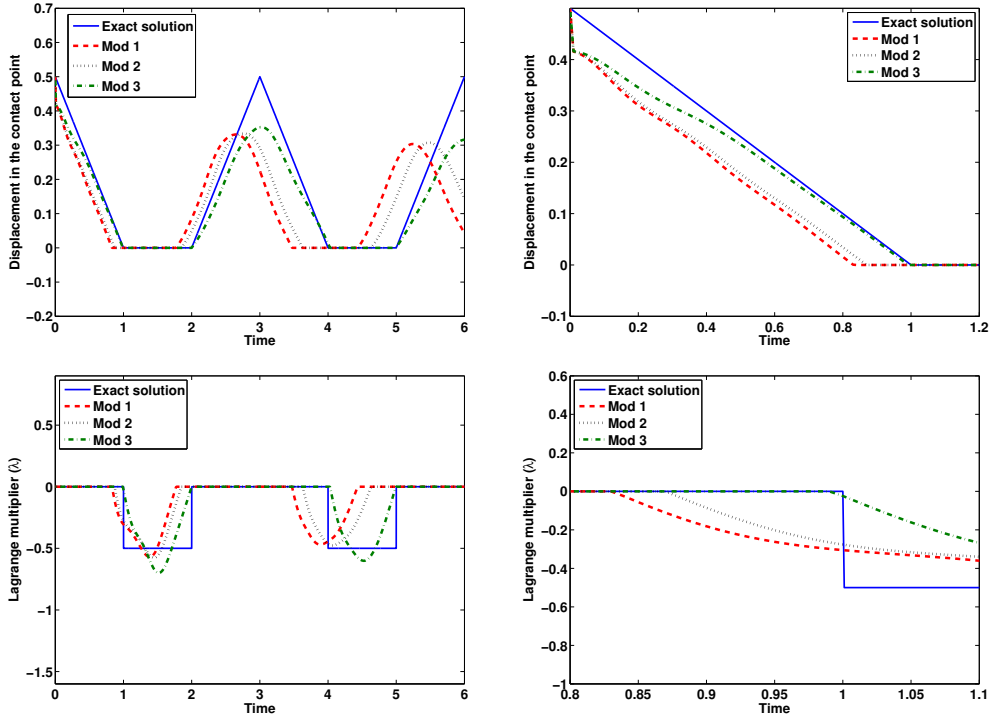 0.7
0.6
0.5
0.4
0.3
0.2
0.1
0
−0.1
−0.2
0 1 2 3 4 5 6
Time
Displacement in the contact point
Exact solution
Mod 1
Mod 2
Mod 3
0.4
0.3
0.2
0.1
0
−0.1
0 0.2 0.4 0.6 0.8 1 1.2
Time
Displacement in the contact point
Exact solution
Mod 1
Mod 2
Mod 3
0.5
0
−0.5
−1
−1.5
0 1 2 3 4 5 6
Time
Lagrange multiplier (λ)
Exact solution
Mod 1
Mod 2
Mod 3
0.6
0.4
0.2
0
−0.2
−0.4
−0.6
−0.8
−1
0.8 0.85 0.9 0.95 1 1.05 1.1
Time
Lagrange multiplier (λ)
Exact solution
Mod 1
Mod 2
Mod 3